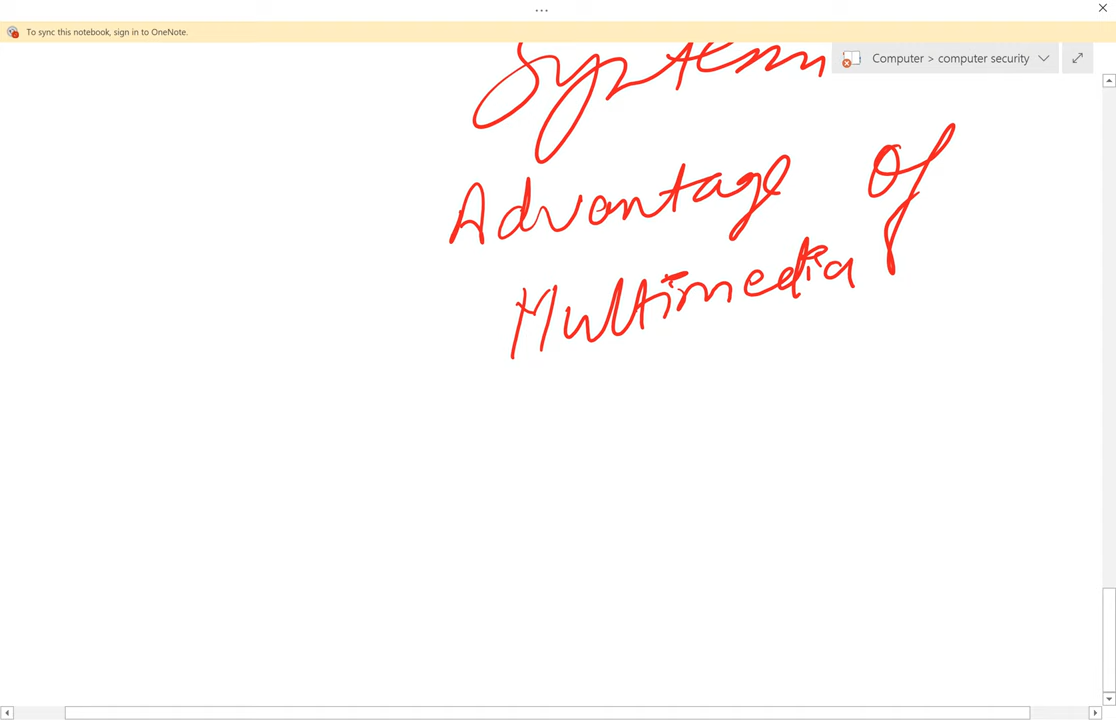 ...
To sync this notebook, sign in to OneNote.
Computer > computer security
System
Advantage of
Multimedia